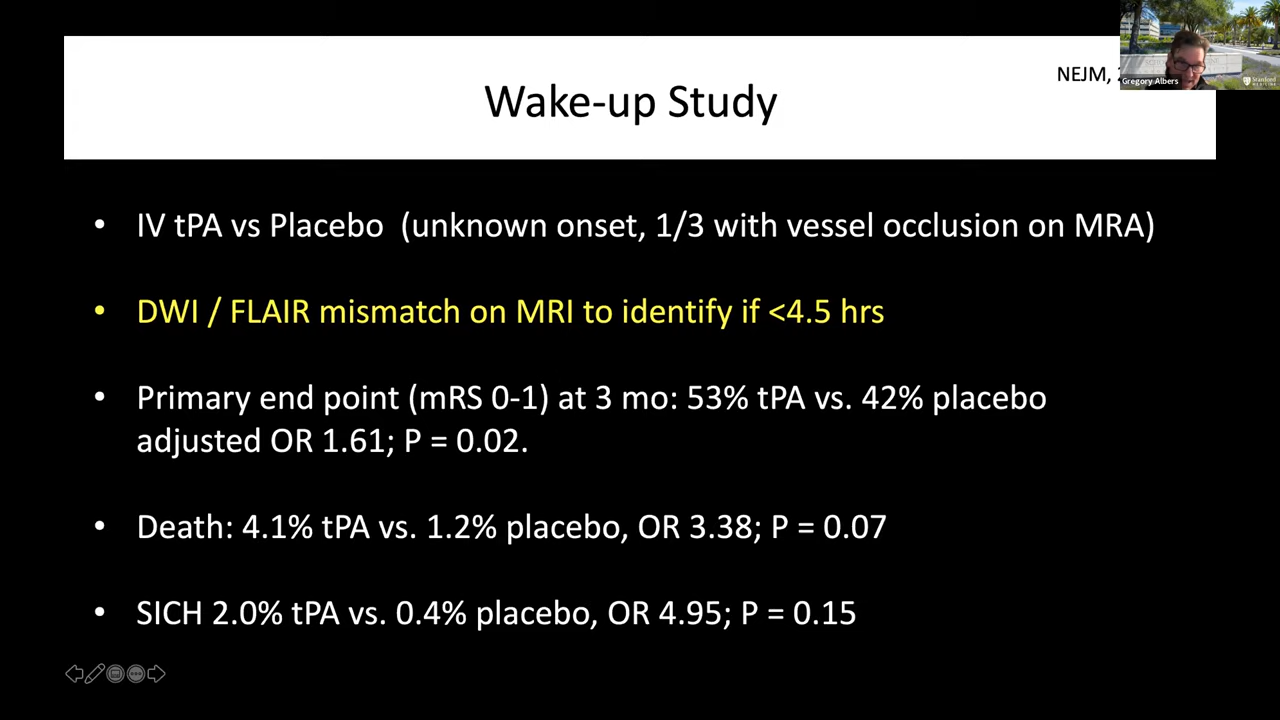 NEJM,
Gregory Albers
Stanford
MEDICINE
Wake-up Study
• IV tPA vs Placebo (unknown onset, 1/3 with vessel occlusion on MRA)
• DWI / FLAIR mismatch on MRI to identify if <4.5 hrs
• Primary end point (mRS 0-1) at 3 mo: 53% tPA vs. 42% placebo
adjusted OR 1.61; P = 0.02.
• Death: 4.1% tPA vs. 1.2% placebo, OR 3.38; P = 0.07
• SICH 2.0% tPA vs. 0.4% placebo, OR 4.95; P = 0.15